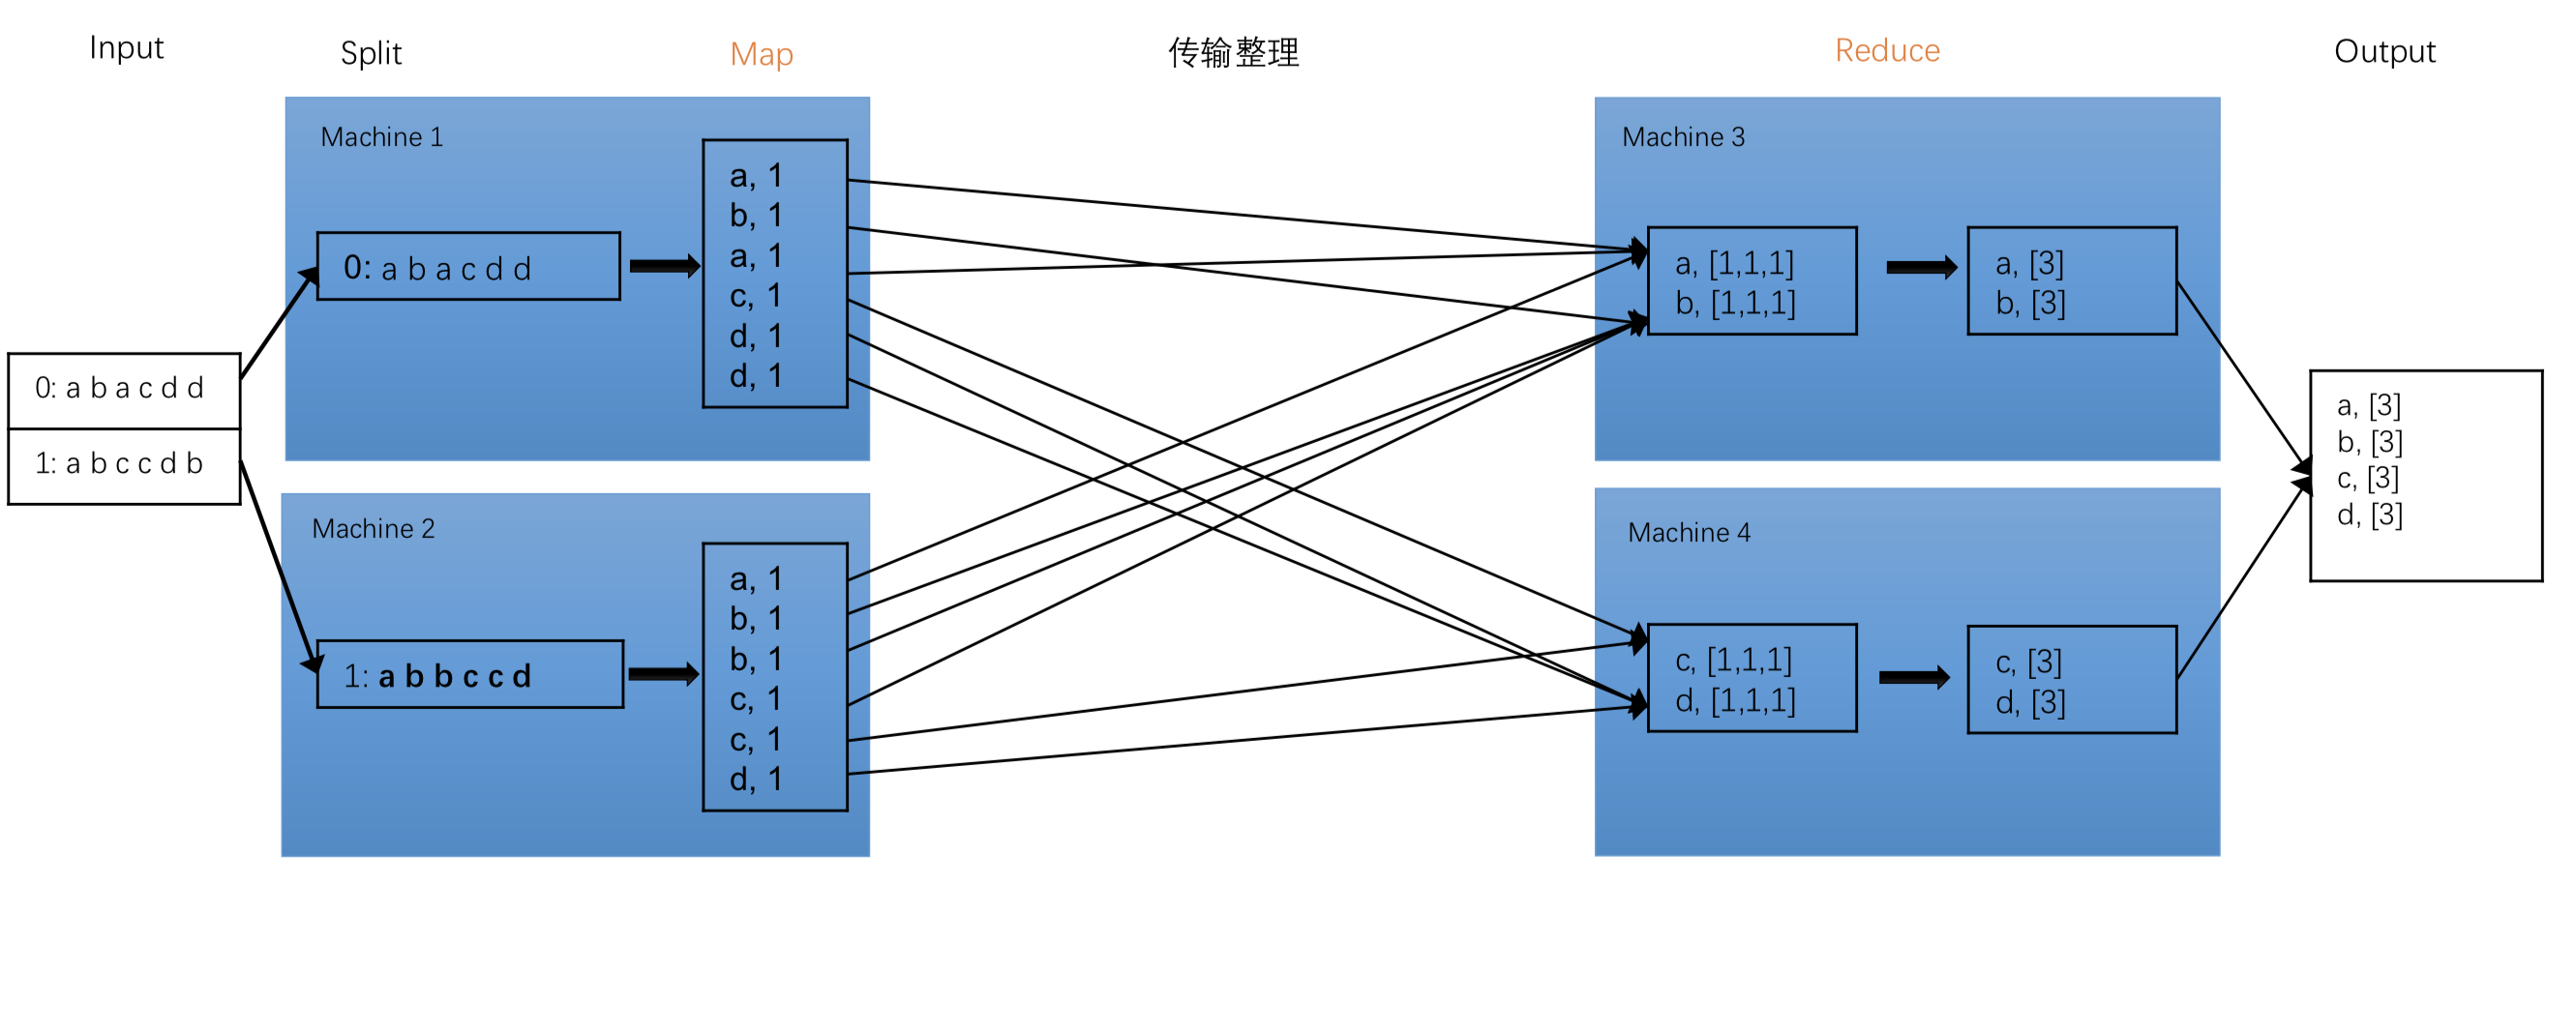 Input
Split
Map
传输整理
Reduce
Output
0: a b a c d d
1: a b c c d b
Machine 1
0: a b a c d d
a, 1
b, 1
a, 1
c, 1
d, 1
d, 1
Machine 2
1: a b b c c d
a, 1
b, 1
b, 1
c, 1
c, 1
d, 1
Machine 3
a, [1,1,1]
b, [1,1,1]
a, [3]
b, [3]
Machine 4
c, [1,1,1]
d, [1,1,1]
c, [3]
d, [3]
a, [3]
b, [3]
c, [3]
d, [3]